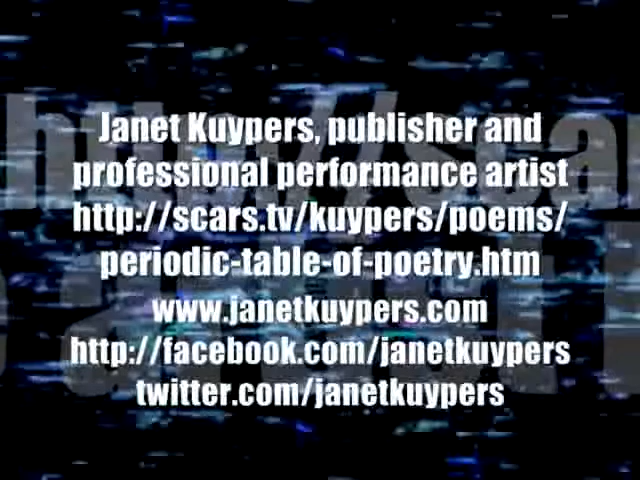 Janet Kuypers, publisher and
professional performance artist
http://scars.tv/kuypers/poems/
periodic-table-of-poetry.htm
www.janetkuypers.com
http://facebook.com/janetkuypers
twitter.com/janetkuypers